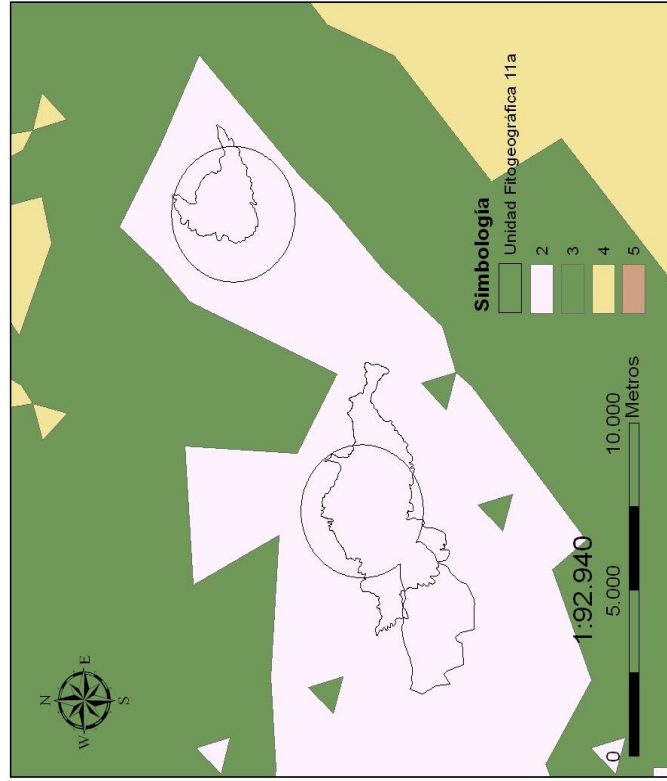 N
W E
S
Simbología
Unidad Fitogeográfica 11a
2
3
4
5
1:92.940
0 5.000 10.000
Metros